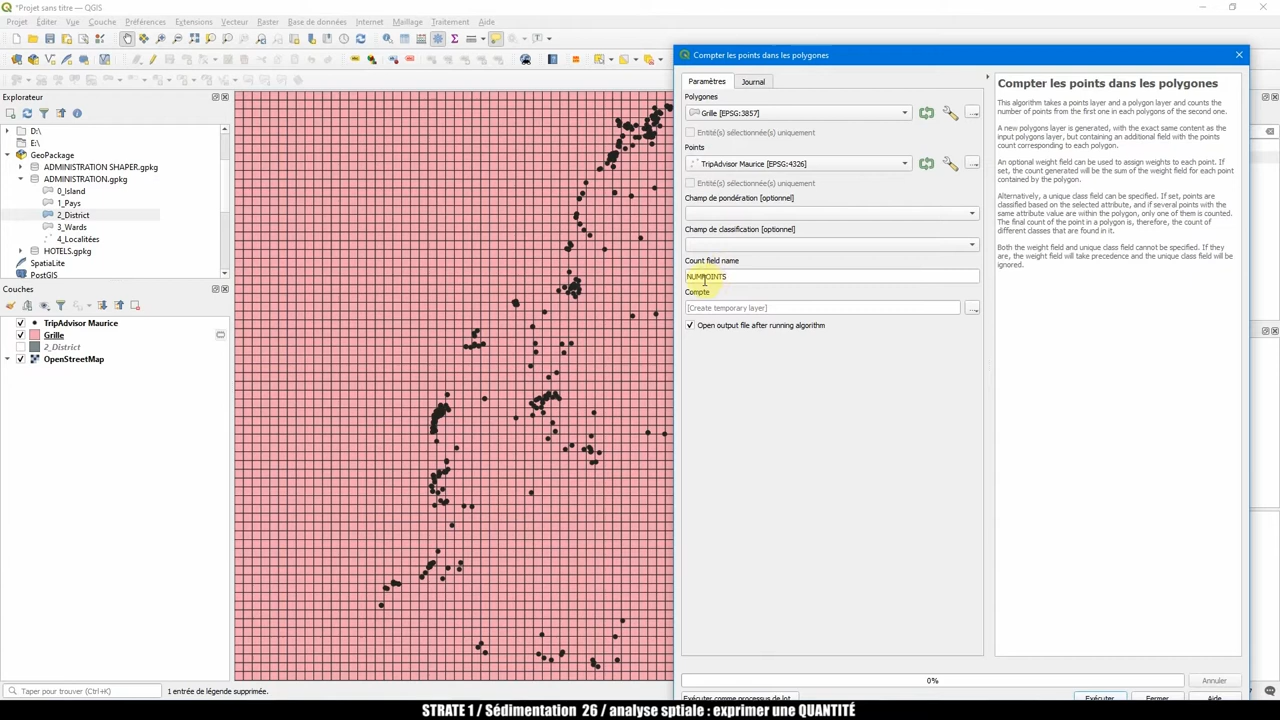 *Projet sans titre — QGIS
Projet Éditer Vue Couche Préférences Extensions Vecteur Raster Base de données Internet Maillage Traitement Aide
Explorateur
D:\
E:\
GeoPackage
ADMINISTRATION SHAPER.gpkg
ADMINISTRATION.gpkg
0_Island
1_Pays
2_District
3_Wards
4_Localitées
HOTELS.gpkg
SpatiaLite
PostGIS
Couches
TripAdvisor Maurice
Grille
2_District
OpenStreetMap
Taper pour trouver (Ctrl+K)
1 entrée de légende supprimée.
Compter les points dans les polygones
Paramètres Journal
Polygones
Grille [EPSG:3857]
Entité(s) sélectionnée(s) uniquement
Points
TripAdvisor Maurice [EPSG:4326]
Entité(s) sélectionnée(s) uniquement
Champ de pondération [optionnel]
Champ de classification [optionnel]
Count field name
NUMPOINTS
Compte
[Create temporary layer]
Open output file after running algorithm
0%
Annuler
Exécuter comme processus de lot...
Exécuter
Fermer
Aide
Compter les points dans les polygones
This algorithm takes a points layer and a polygon layer and counts the number of points from the first one in each polygons of the second one.
A new polygons layer is generated, with the exact same content as the input polygons layer, but containing an additional field with the points count corresponding to each polygon.
An optional weight field can be used to assign weights to each point. If set, the count generated will be the sum of the weight field for each point contained by the polygon.
Alternatively, a unique class field can be specified. If set, points are classified based on the selected attribute, and if several points with the same attribute value are within the polygon, only one of them is counted. The final count of the point in a polygon is, therefore, the count of different classes that are found in it.
Both the weight field and unique class field cannot be specified. If they are, the weight field will take precedence and the unique class field will be ignored.
STRATE 1 / Sédimentation 26 / analyse sptiale : exprimer une QUANTITÉ